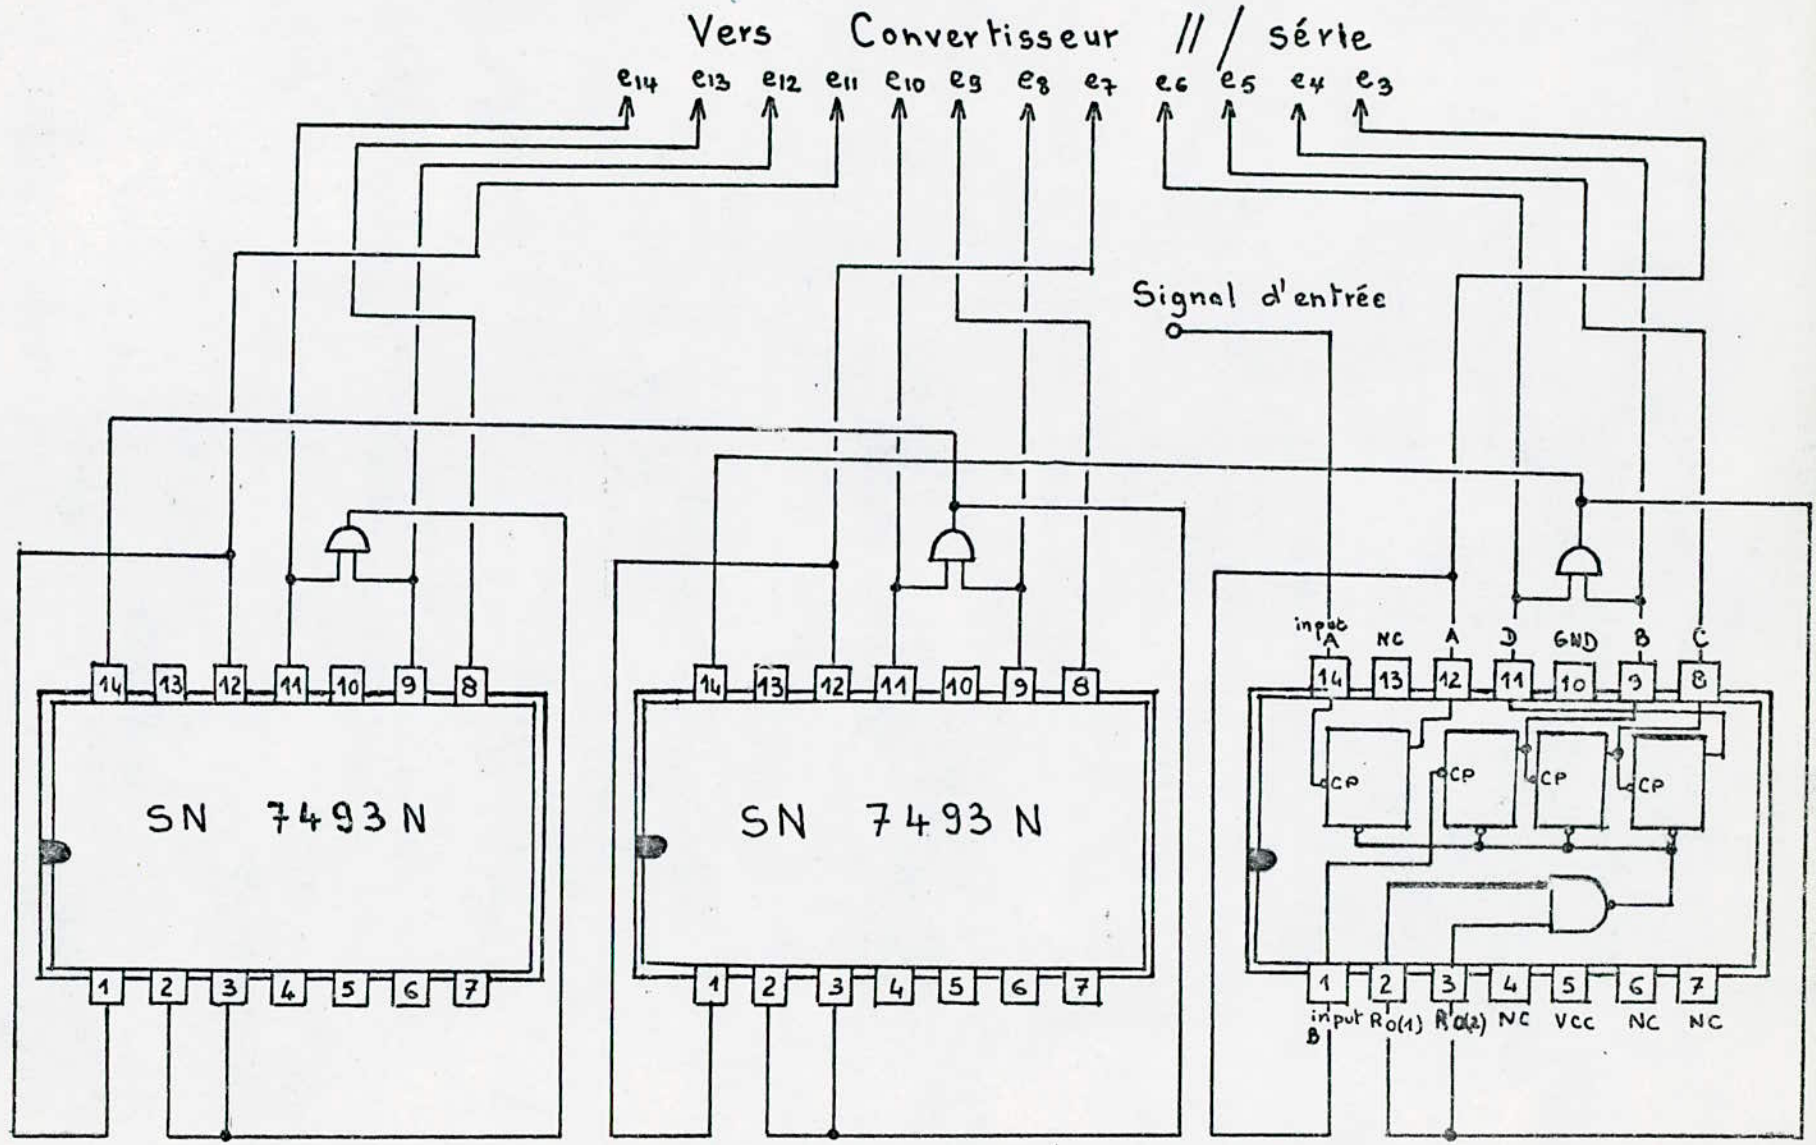 Vers Convertisseur // / série
e14 e13 e12 e11 e10 e9 e8 e7 e6 e5 e4 e3
Signal d'entrée
input
A NC A D GND B C
14 13 12 11 10 9 8
14 13 12 11 10 9 8
14 13 12 11 10 9 8
CP CP CP CP
SN 7493 N
SN 7493 N
1 2 3 4 5 6 7
1 2 3 4 5 6 7
1 2 3 4 5 6 7
input R0(1) R0(2) NC VCC NC NC
B